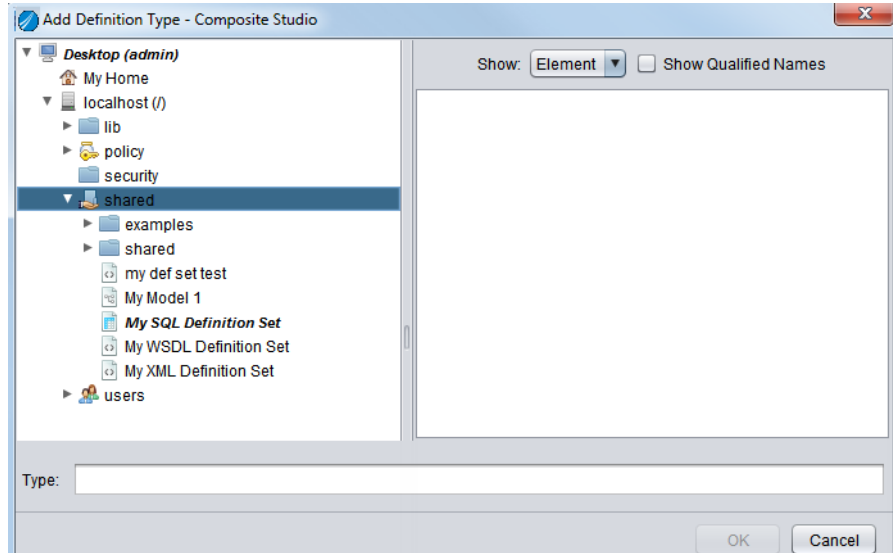 Add Definition Type - Composite Studio
Desktop (admin)
My Home
localhost (/)
lib
policy
security
shared
examples
shared
my def set test
My Model 1
My SQL Definition Set
My WSDL Definition Set
My XML Definition Set
users
Show: Element Show Qualified Names
Type:
OK Cancel